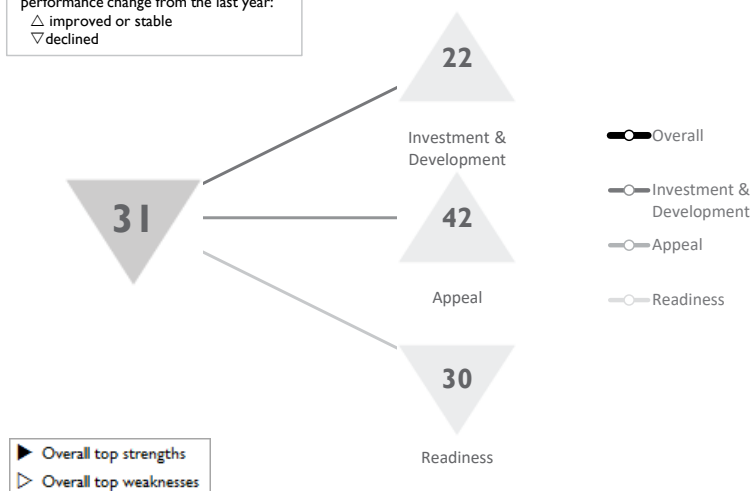 performance change from the last year:
△ improved or stable
▽ declined
22
Investment &
Development
31
42
Appeal
30
Readiness
Overall
Investment &
Development
Appeal
Readiness
▶ Overall top strengths
▷ Overall top weaknesses